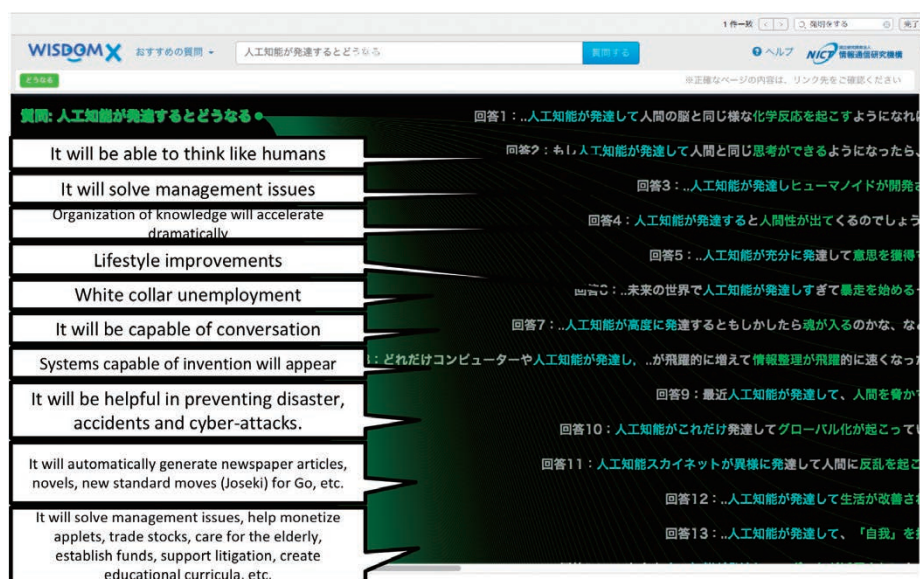 1 件一致 < > 発明をする 完了
WISDOM X おすすめの質問 人工知能が発達するとどうなる 質問する ヘルプ NICT 国立研究開発法人 情報通信研究機構
どうなる ※正確なページの内容は、リンク先をご確認ください
質問: 人工知能が発達するとどうなる
回答1：..人工知能が発達して人間の脳と同じ様な化学反応を起こすようになれ
It will be able to think like humans
回答2：もし人工知能が発達して人間と同じ思考ができるようになったら、
It will solve management issues
回答3：..人工知能が発達しヒューマノイドが開発さ
Organization of knowledge will accelerate
dramatically
回答4：人工知能が発達すると人間性が出てくるのでしょう
Lifestyle improvements
回答5：..人工知能が充分に発達して意思を獲得
White collar unemployment
：..未来の世界で人工知能が発達しすぎて暴走を始める
It will be capable of conversation
回答7：..人工知能が高度に発達するともしかしたら魂が入るのかな、な
Systems capable of invention will appear
：どれだけコンピューターや人工知能が発達し，..が飛躍的に増えて情報整理が飛躍的に速くなっ
It will be helpful in preventing disaster,
accidents and cyber-attacks.
回答9：最近人工知能が発達して、人間を脅か
回答10：人工知能がこれだけ発達してグローバル化が起こってい
It will automatically generate newspaper articles,
novels, new standard moves (Joseki) for Go, etc.
回答11：人工知能スカイネットが異様に発達して人間に反乱を起こ
回答12：..人工知能が発達して生活が改善さ
It will solve management issues, help monetize
applets, trade stocks, care for the elderly,
establish funds, support litigation, create
educational curricula, etc.
回答13：..人工知能が発達して、「自我」を